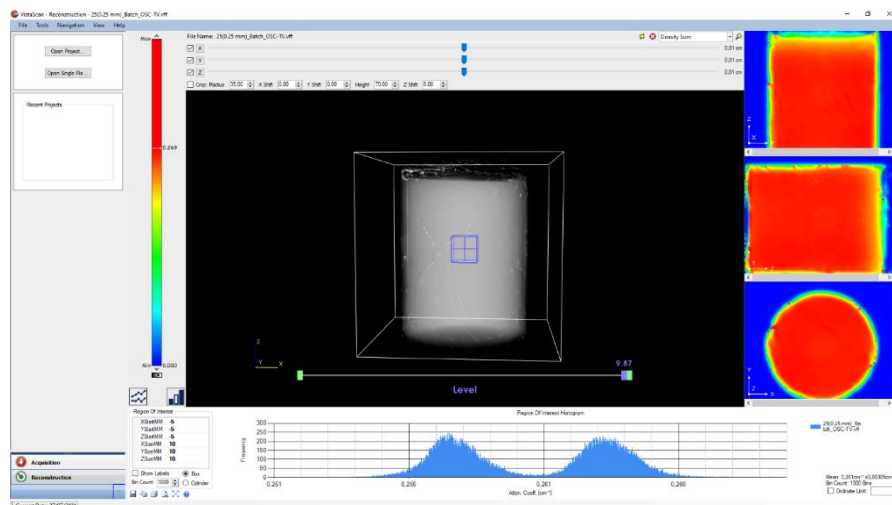 VistaScan - Reconstruction - 25(0.25 mm)_Batch_OSC-TV.vff
File Tools Navigation View Help
Open Project...
Open Single File...
Recent Projects
File Name: 25(0.25 mm)_Batch_OSC-TV.vff
Density Sum
X 0.01 cm
Y 0.01 cm
Z 0.01 cm
Crop: Radius 35.00 X Shift 0.00 Y Shift 0.00 Height 70.00 Z Shift 0.00
Max
0.269
Min 0.000
Z
Y X
9.87
Level
Z
X
Y
Z
Y
Z X
Region Of Interest
XStartMM -5
YStartMM -5
ZStartMM -5
XSizeMM 10
YSizeMM 10
ZSizeMM 10
Show Labels Box
Bin Count: 1000 Cylinder
Region Of Interest Histogram
Frequency
300
250
200
150
100
50
0
0.261
0.261
Atten. Coeff. [cm⁻¹]
Bin Count: 1000 Bins
Ordinate Limit
Acquisition
Reconstruction